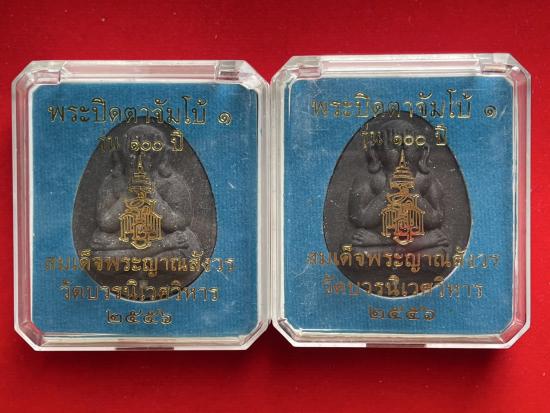 พระปิดตาจัมโบ้ ๑
รุ่น ๑๐๐ ปี
สมเด็จพระญาณสังวร
วัดบวรนิเวศวิหาร
๒๕๕๖
พระปิดตาจัมโบ้ ๑
รุ่น ๑๐๐ ปี
สมเด็จพระญาณสังวร
วัดบวรนิเวศวิหาร
๒๕๕๖